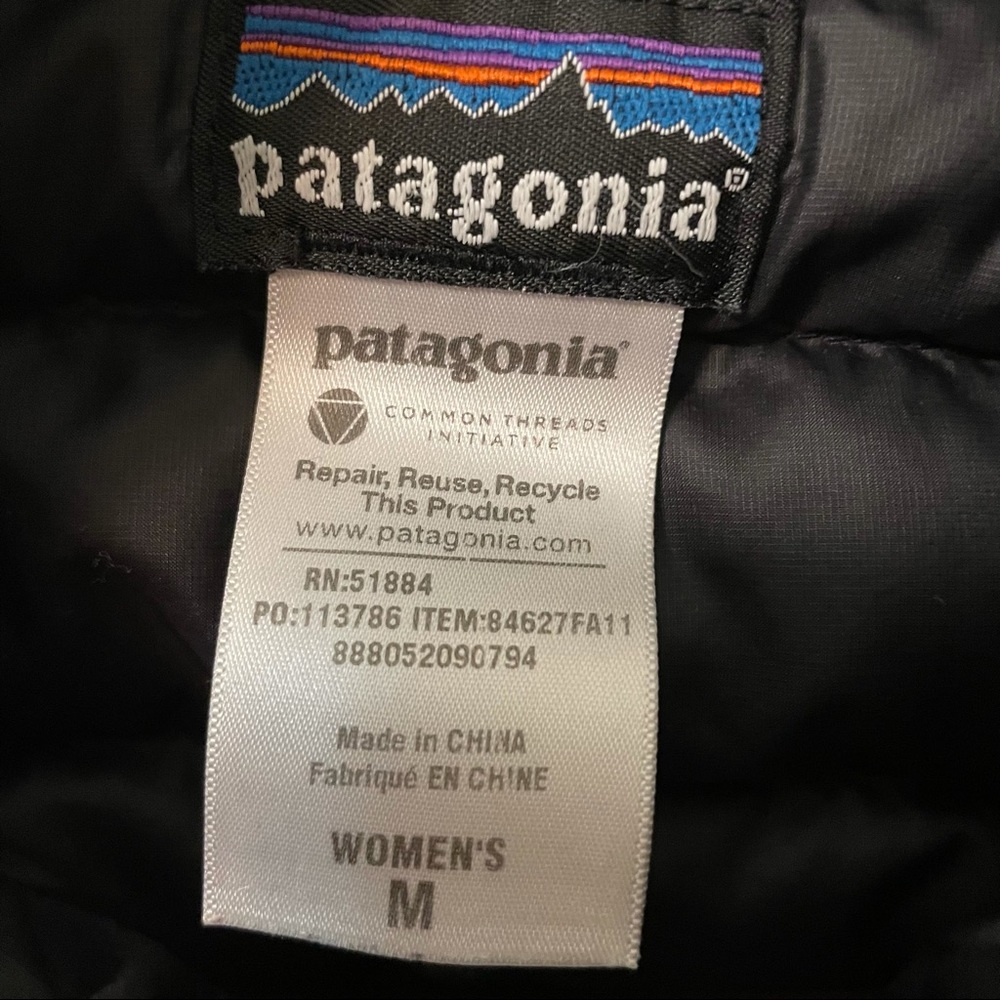 patagonia®
patagonia®
COMMON THREADS
INITIATIVE
Repair, Reuse, Recycle
This Product
www.patagonia.com
RN:51884
PO:113786 ITEM:84627FA11
888052090794
Made in CHINA
Fabriqué EN CHINE
WOMEN'S
M